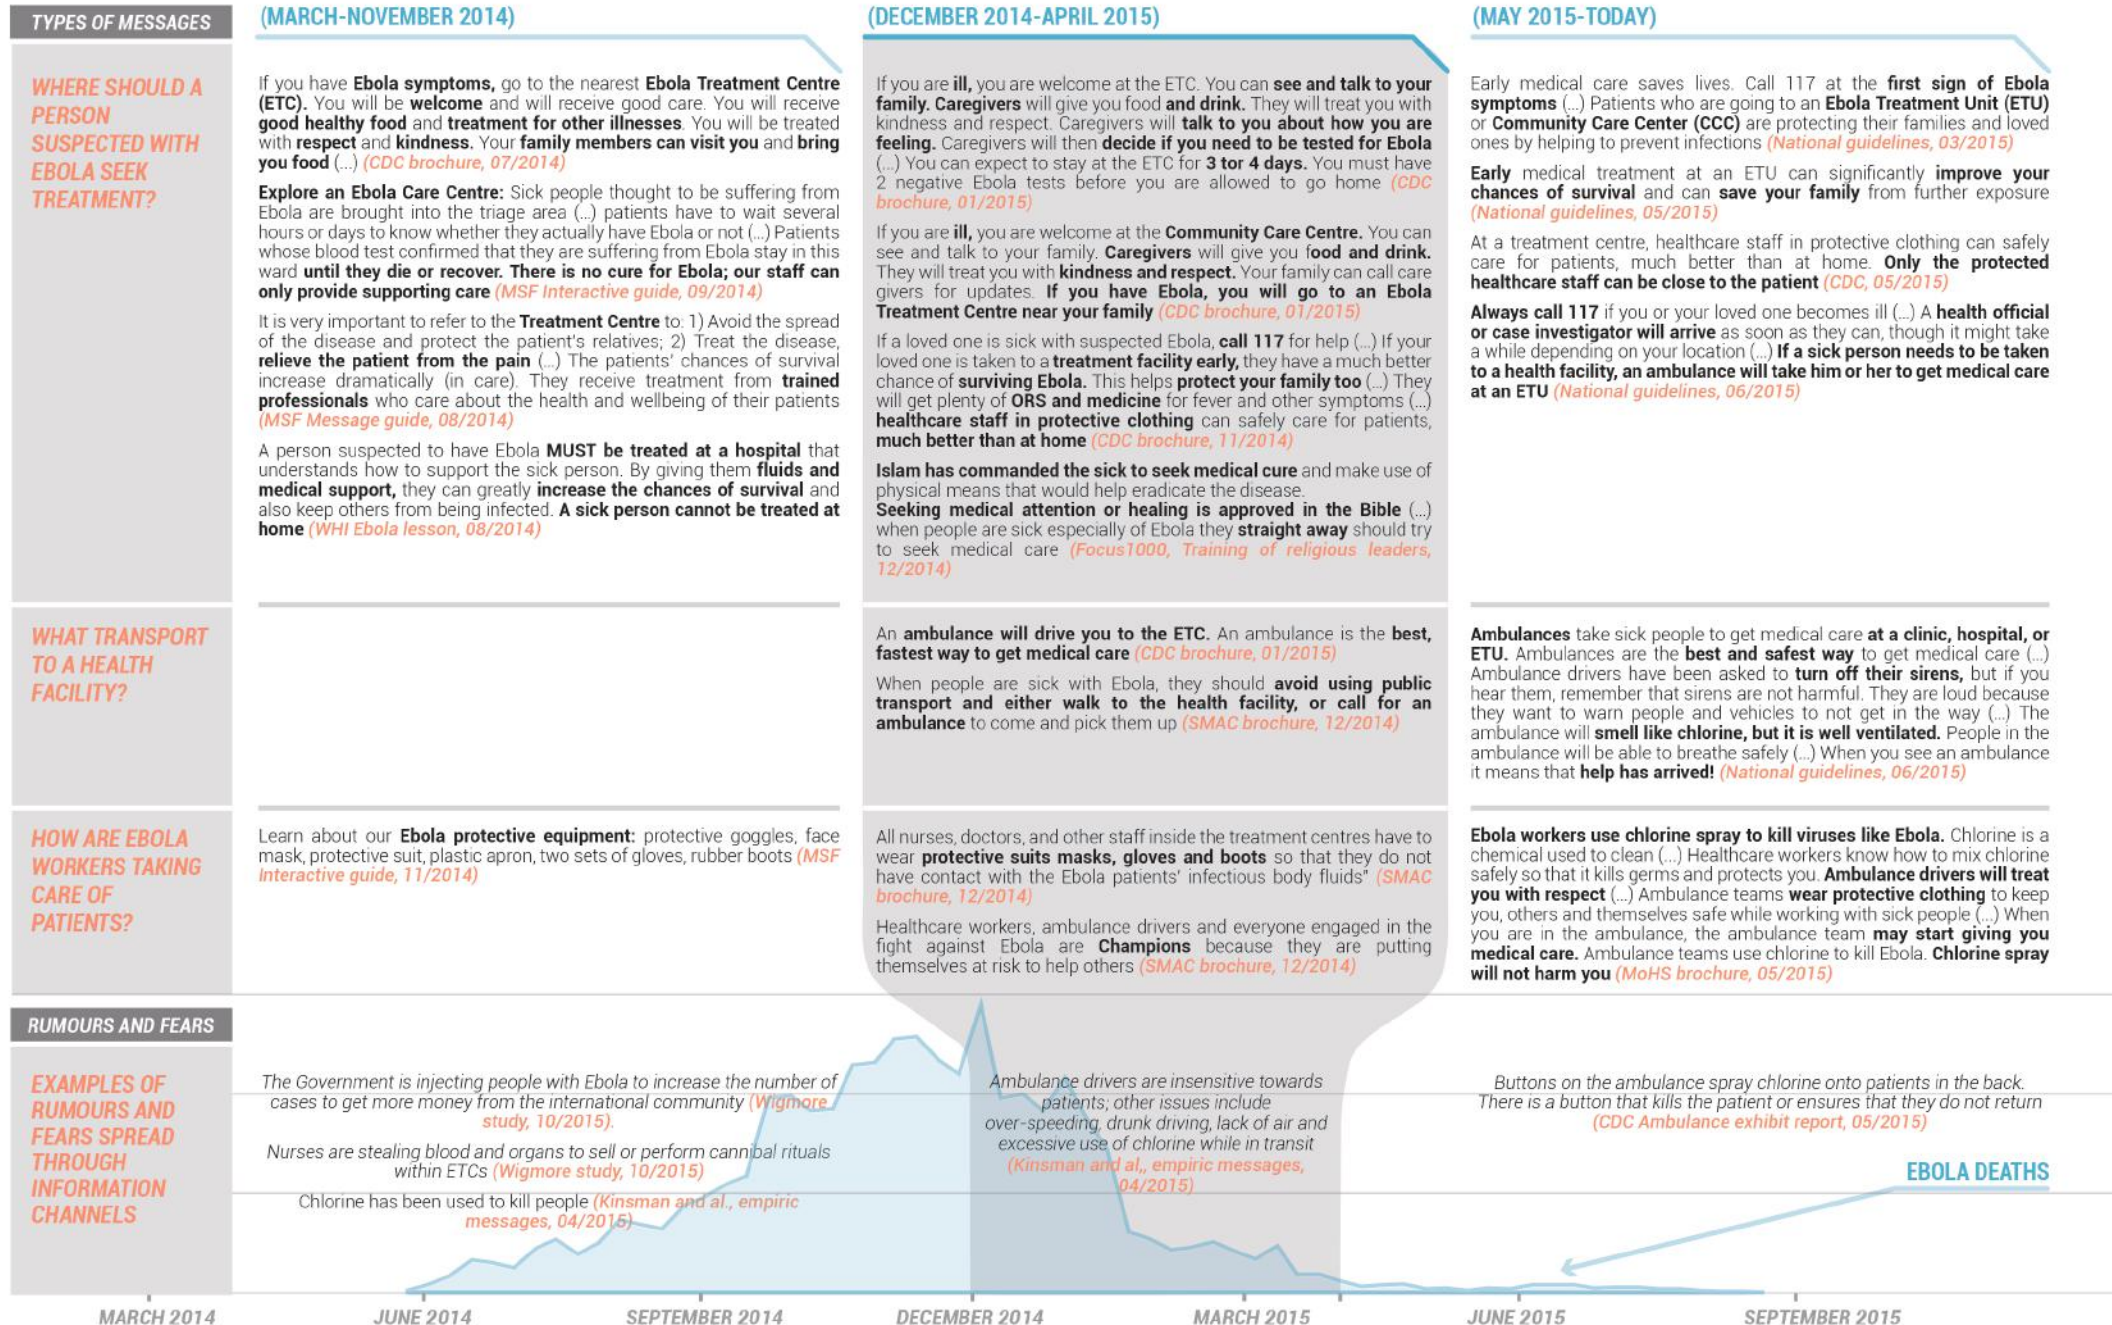 TYPES OF MESSAGES
(MARCH-NOVEMBER 2014)
(DECEMBER 2014-APRIL 2015)
(MAY 2015-TODAY)
WHERE SHOULD A
PERSON
SUSPECTED WITH
EBOLA SEEK
TREATMENT?
If you have Ebola symptoms, go to the nearest Ebola Treatment Centre
(ETC). You will be welcome and will receive good care. You will receive
good healthy food and treatment for other illnesses. You will be treated
with respect and kindness. Your family members can visit you and bring
you food (...) (CDC brochure, 07/2014)
Explore an Ebola Care Centre: Sick people thought to be suffering from
Ebola are brought into the triage area (...) patients have to wait several
hours or days to know whether they actually have Ebola or not (...) Patients
whose blood test confirmed that they are suffering from Ebola stay in this
ward until they die or recover. There is no cure for Ebola; our staff can
only provide supporting care (MSF Interactive guide, 09/2014)
It is very important to refer to the Treatment Centre to: 1) Avoid the spread
of the disease and protect the patient's relatives; 2) Treat the disease,
relieve the patient from the pain (...) The patients' chances of survival
increase dramatically (in care). They receive treatment from trained
professionals who care about the health and wellbeing of their patients
(MSF Message guide, 08/2014)
A person suspected to have Ebola MUST be treated at a hospital that
understands how to support the sick person. By giving them fluids and
medical support, they can greatly increase the chances of survival and
also keep others from being infected. A sick person cannot be treated at
home (WHI Ebola lesson, 08/2014)
If you are ill, you are welcome at the ETC. You can see and talk to your
family. Caregivers will give you food and drink. They will treat you with
kindness and respect. Caregivers will talk to you about how you are
feeling. Caregivers will then decide if you need to be tested for Ebola
(...) You can expect to stay at the ETC for 3 tor 4 days. You must have
2 negative Ebola tests before you are allowed to go home (CDC
brochure, 01/2015)
If you are ill, you are welcome at the Community Care Centre. You can
see and talk to your family. Caregivers will give you food and drink.
They will treat you with kindness and respect. Your family can call care
givers for updates. If you have Ebola, you will go to an Ebola
Treatment Centre near your family (CDC brochure, 01/2015)
If a loved one is sick with suspected Ebola, call 117 for help (...) If your
loved one is taken to a treatment facility early, they have a much better
chance of surviving Ebola. This helps protect your family too (...) They
will get plenty of ORS and medicine for fever and other symptoms (...)
healthcare staff in protective clothing can safely care for patients,
much better than at home (CDC brochure, 11/2014)
Islam has commanded the sick to seek medical cure and make use of
physical means that would help eradicate the disease.
Seeking medical attention or healing is approved in the Bible (...)
when people are sick especially of Ebola they straight away should try
to seek medical care (Focus1000, Training of religious leaders,
12/2014)
Early medical care saves lives. Call 117 at the first sign of Ebola
symptoms (...) Patients who are going to an Ebola Treatment Unit (ETU)
or Community Care Center (CCC) are protecting their families and loved
ones by helping to prevent infections (National guidelines, 03/2015)
Early medical treatment at an ETU can significantly improve your
chances of survival and can save your family from further exposure
(National guidelines, 05/2015)
At a treatment centre, healthcare staff in protective clothing can safely
care for patients, much better than at home. Only the protected
healthcare staff can be close to the patient (CDC, 05/2015)
Always call 117 if you or your loved one becomes ill (...) A health official
or case investigator will arrive as soon as they can, though it might take
a while depending on your location (...) If a sick person needs to be taken
to a health facility, an ambulance will take him or her to get medical care
at an ETU (National guidelines, 06/2015)
WHAT TRANSPORT
TO A HEALTH
FACILITY?
An ambulance will drive you to the ETC. An ambulance is the best,
fastest way to get medical care (CDC brochure, 01/2015)
When people are sick with Ebola, they should avoid using public
transport and either walk to the health facility, or call for an
ambulance to come and pick them up (SMAC brochure, 12/2014)
Ambulances take sick people to get medical care at a clinic, hospital, or
ETU. Ambulances are the best and safest way to get medical care (...)
Ambulance drivers have been asked to turn off their sirens, but if you
hear them, remember that sirens are not harmful. They are loud because
they want to warn people and vehicles to not get in the way (...) The
ambulance will smell like chlorine, but it is well ventilated. People in the
ambulance will be able to breathe safely (...) When you see an ambulance
it means that help has arrived! (National guidelines, 06/2015)
HOW ARE EBOLA
WORKERS TAKING
CARE OF
PATIENTS?
Learn about our Ebola protective equipment: protective goggles, face
mask, protective suit, plastic apron, two sets of gloves, rubber boots (MSF
Interactive guide, 11/2014)
All nurses, doctors, and other staff inside the treatment centres have to
wear protective suits masks, gloves and boots so that they do not
have contact with the Ebola patients' infectious body fluids" (SMAC
brochure, 12/2014)
Healthcare workers, ambulance drivers and everyone engaged in the
fight against Ebola are Champions because they are putting
themselves at risk to help others (SMAC brochure, 12/2014)
Ebola workers use chlorine spray to kill viruses like Ebola. Chlorine is a
chemical used to clean (...) Healthcare workers know how to mix chlorine
safely so that it kills germs and protects you. Ambulance drivers will treat
you with respect (...) Ambulance teams wear protective clothing to keep
you, others and themselves safe while working with sick people (...) When
you are in the ambulance, the ambulance team may start giving you
medical care. Ambulance teams use chlorine to kill Ebola. Chlorine spray
will not harm you (MoHS brochure, 05/2015)
RUMOURS AND FEARS
EXAMPLES OF
RUMOURS AND
FEARS SPREAD
THROUGH
INFORMATION
CHANNELS
The Government is injecting people with Ebola to increase the number of
cases to get more money from the international community (Wigmore
study, 10/2015).
Nurses are stealing blood and organs to sell or perform cannibal rituals
within ETCs (Wigmore study, 10/2015)
Chlorine has been used to kill people (Kinsman and al., empiric
messages, 04/2015)
Ambulance drivers are insensitive towards
patients; other issues include
over-speeding, drunk driving, lack of air and
excessive use of chlorine while in transit
(Kinsman and al,, empiric messages,
04/2015)
Buttons on the ambulance spray chlorine onto patients in the back.
There is a button that kills the patient or ensures that they do not return
(CDC Ambulance exhibit report, 05/2015)
EBOLA DEATHS
MARCH 2014
JUNE 2014
SEPTEMBER 2014
DECEMBER 2014
MARCH 2015
JUNE 2015
SEPTEMBER 2015